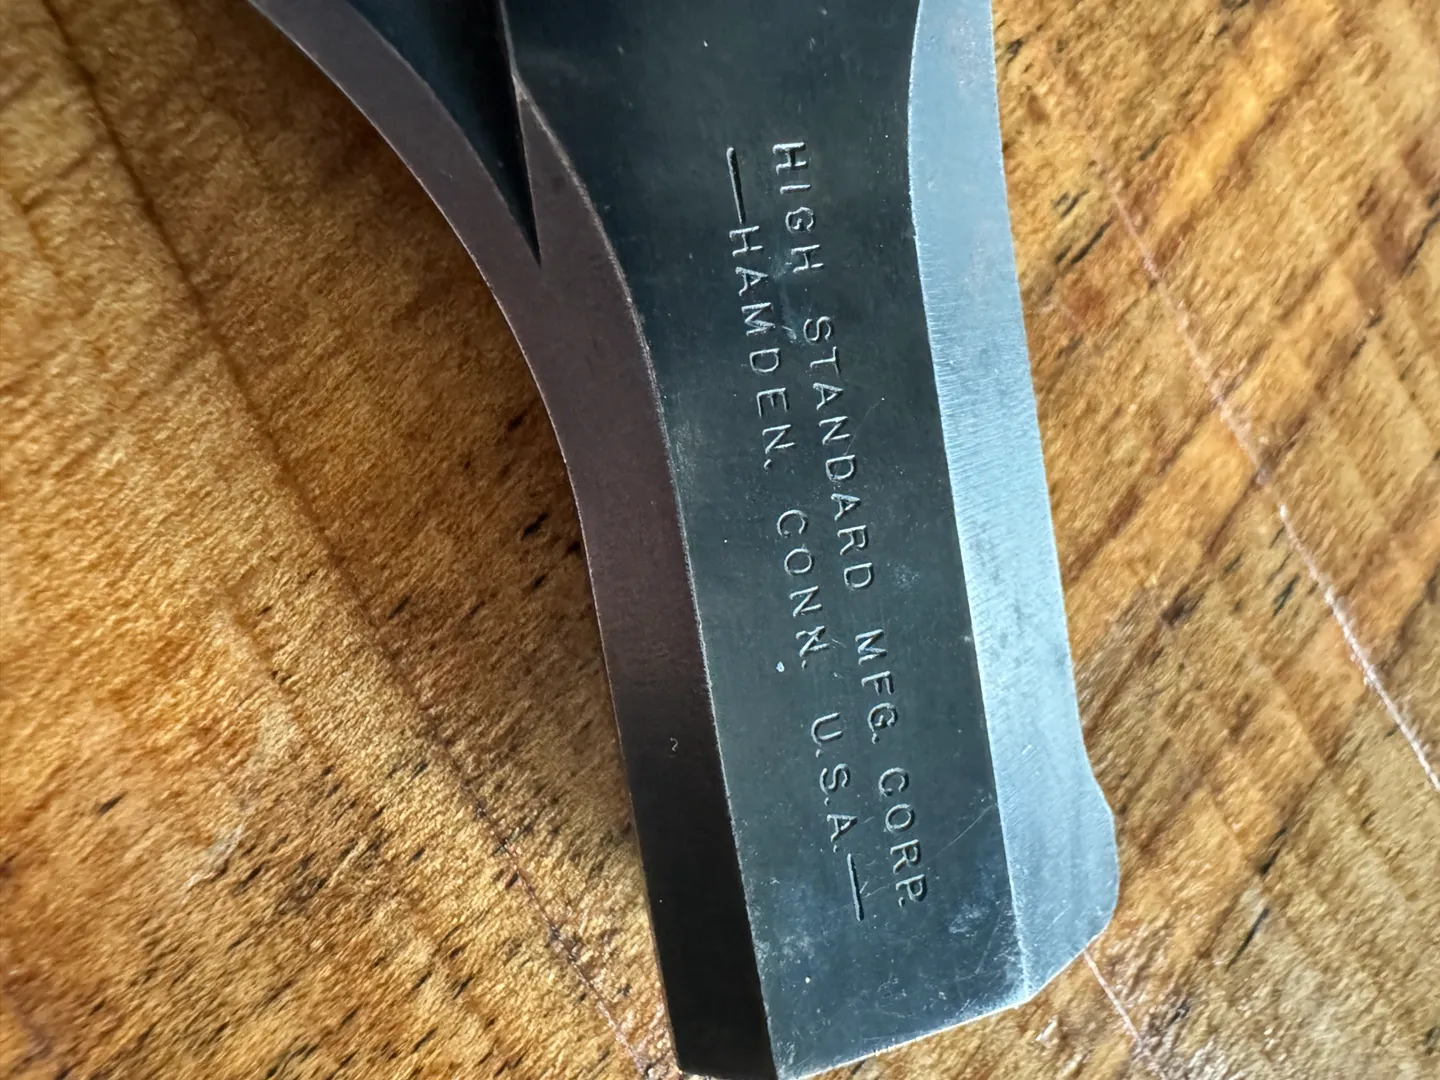 HIGH STANDARD MFG. CORP.
—HAMDEN. CONN. U.S.A.—